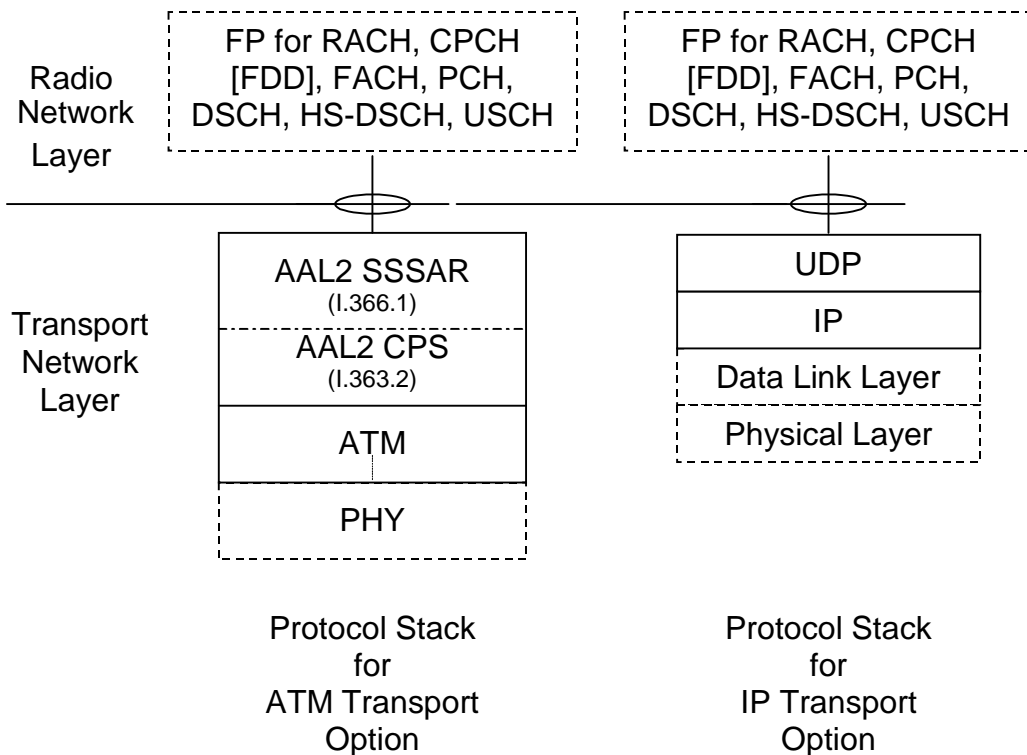 Radio
Network
Layer
FP for RACH, CPCH
[FDD], FACH, PCH,
DSCH, HS-DSCH, USCH
FP for RACH, CPCH
[FDD], FACH, PCH,
DSCH, HS-DSCH, USCH
Transport
Network
Layer
AAL2 SSSAR
(I.366.1)
AAL2 CPS
(I.363.2)
ATM
PHY
UDP
IP
Data Link Layer
Physical Layer
Protocol Stack
for
ATM Transport
Option
Protocol Stack
for
IP Transport
Option